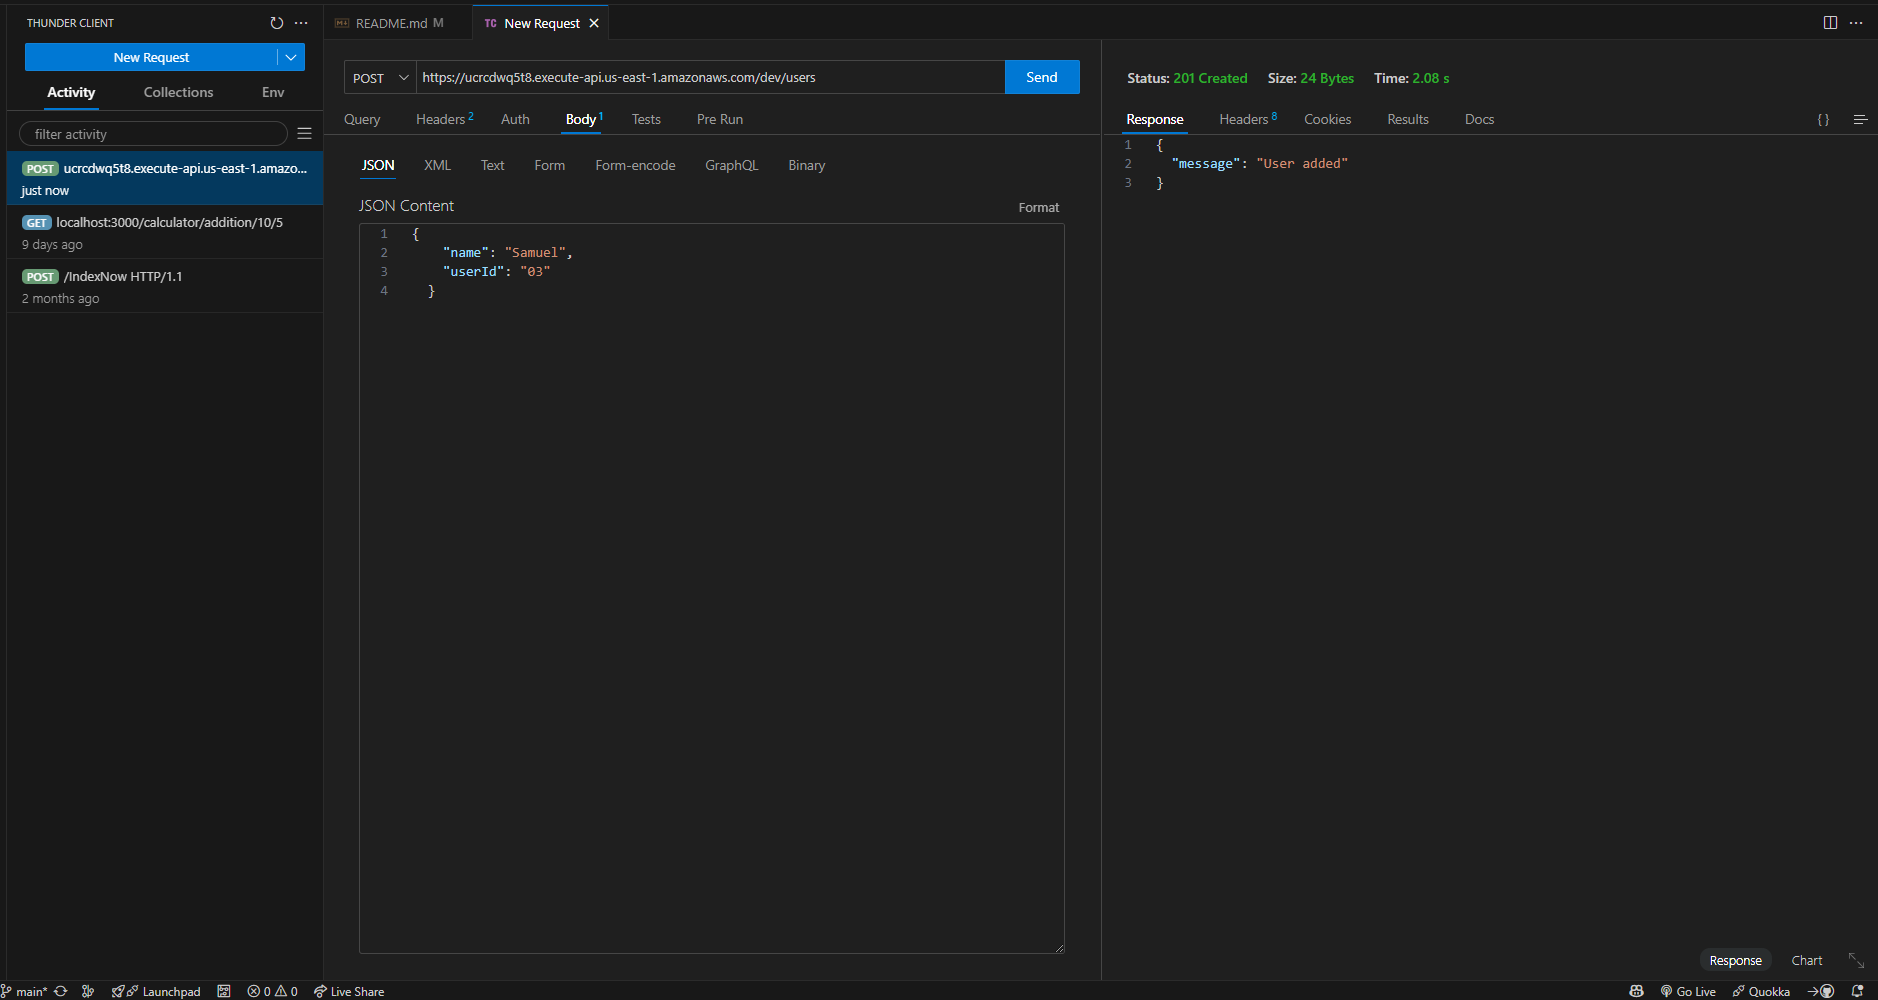 THUNDER CLIENT
New Request
Activity Collections Env
filter activity
POST ucrcdwq5t8.execute-api.us-east-1.amazo...
just now
GET localhost:3000/calculator/addition/10/5
9 days ago
POST /IndexNow HTTP/1.1
2 months ago
README.md M
TC New Request
POST https://ucrcdwq5t8.execute-api.us-east-1.amazonaws.com/dev/users Send
Query Headers 2 Auth Body 1 Tests Pre Run
JSON XML Text Form Form-encode GraphQL Binary
JSON Content Format
1 {
2 "name": "Samuel",
3 "userId": "03"
4 }
Status: 201 Created Size: 24 Bytes Time: 2.08 s
Response Headers 8 Cookies Results Docs { }
1 {
2 "message": "User added"
3 }
Response Chart
main* Launchpad 0 0 Live Share Go Live Quokka